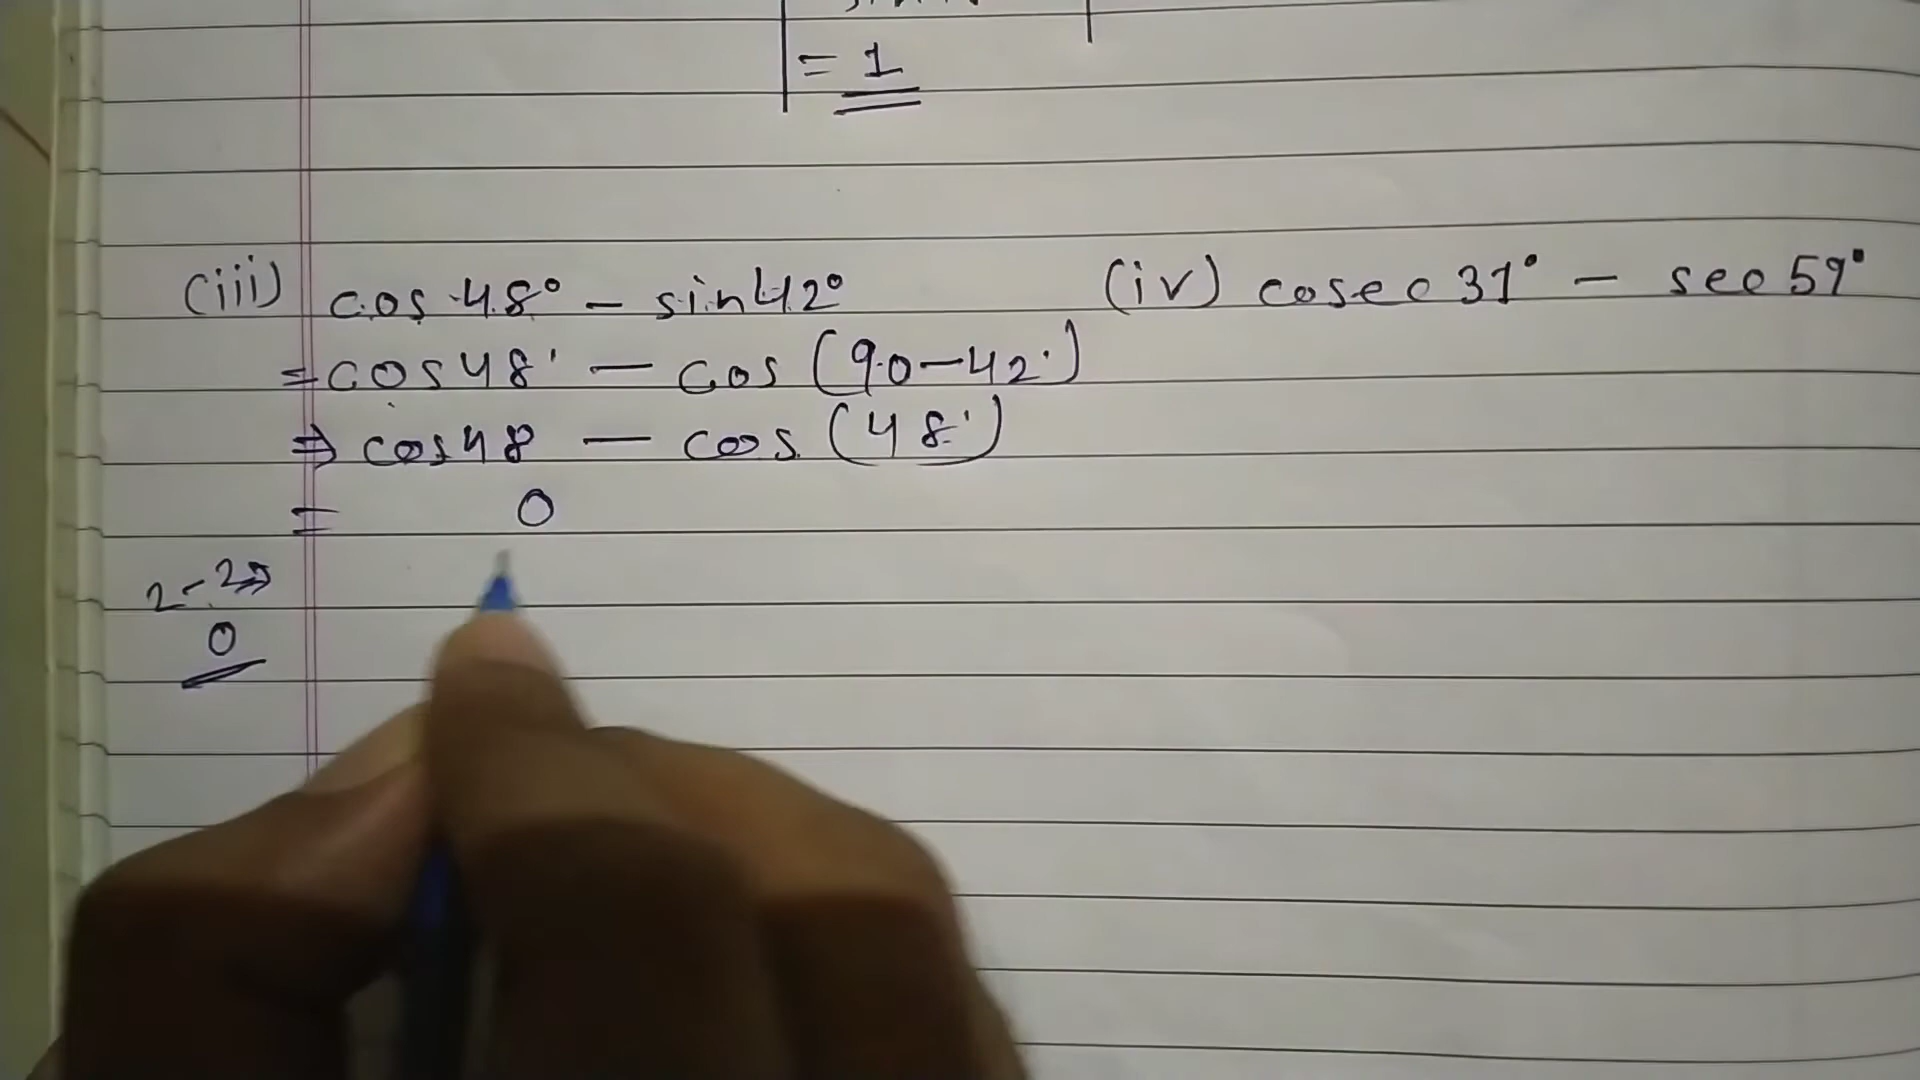 = 1
(iii) cos 48° - sin 42°
= cos 48° - cos (90 - 42°)
⇒ cos 48 - cos (48°)
= 0
2 - 2 ⇒
0
(iv) cosec 31° - sec 59°